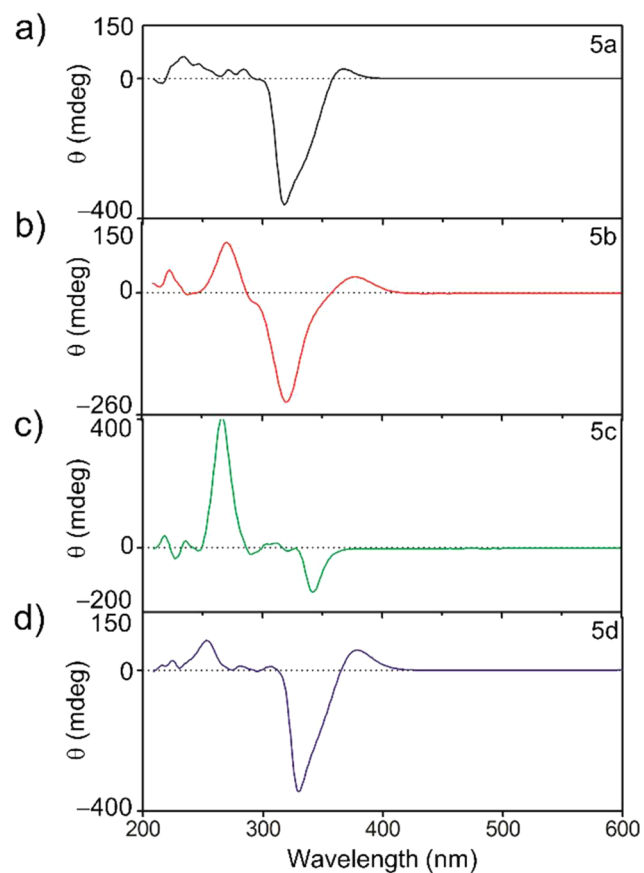 a)
150
5a
0
θ (mdeg)
−400
b)
150
5b
0
θ (mdeg)
−260
c)
400
5c
θ (mdeg)
0
−200
d)
150
5d
0
θ (mdeg)
−400
200 300 400 500 600
Wavelength (nm)